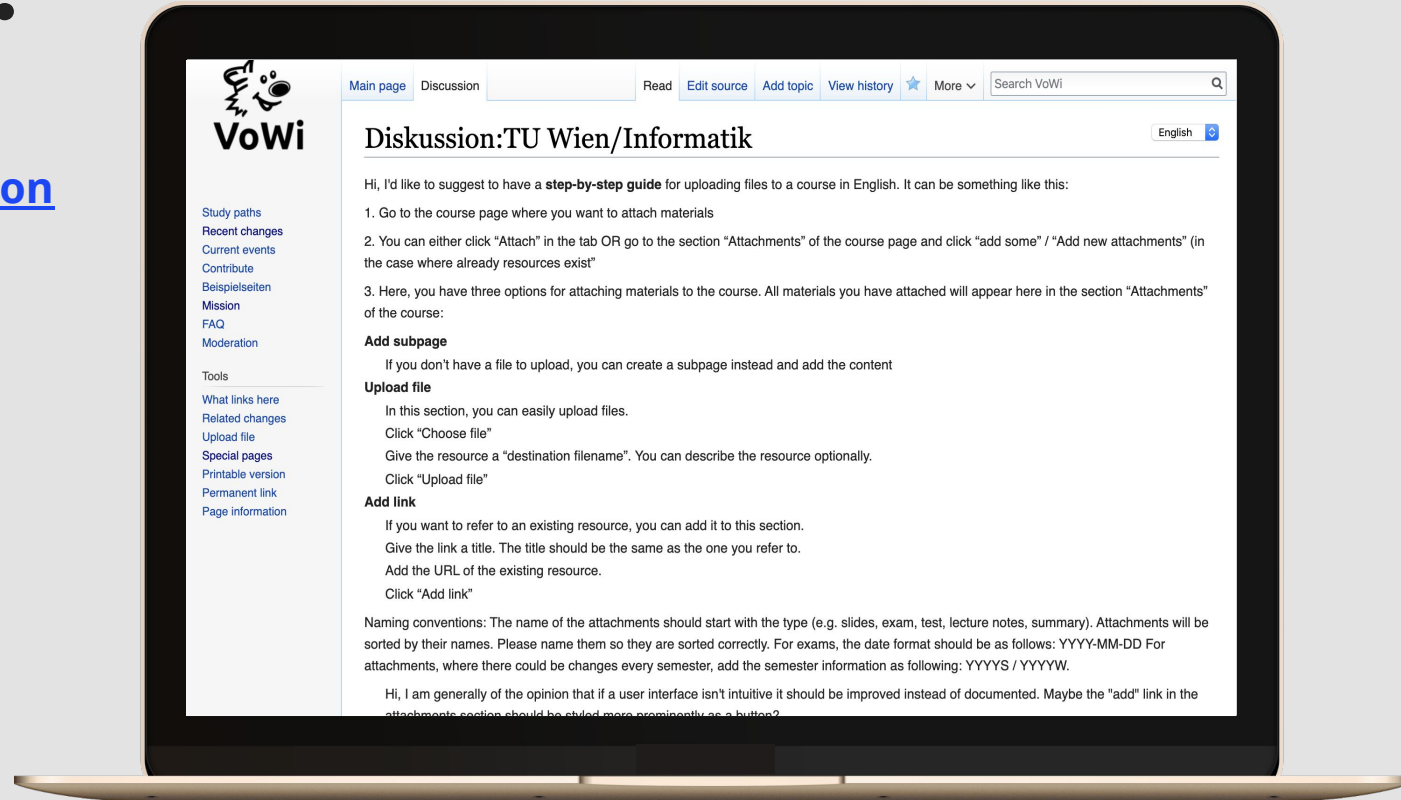 on
VoWi
Main page
Discussion
Read
Edit source
Add topic
View history
More
Search VoWi
Diskussion:TU Wien/Informatik
English
Study paths
Recent changes
Current events
Contribute
Beispielseiten
Mission
FAQ
Moderation
Tools
What links here
Related changes
Upload file
Special pages
Printable version
Permanent link
Page information
Hi, I'd like to suggest to have a step-by-step guide for uploading files to a course in English. It can be something like this:
1. Go to the course page where you want to attach materials
2. You can either click “Attach” in the tab OR go to the section “Attachments” of the course page and click “add some” / “Add new attachments” (in
the case where already resources exist”
3. Here, you have three options for attaching materials to the course. All materials you have attached will appear here in the section “Attachments”
of the course:
Add subpage
If you don’t have a file to upload, you can create a subpage instead and add the content
Upload file
In this section, you can easily upload files.
Click “Choose file”
Give the resource a “destination filename”. You can describe the resource optionally.
Click “Upload file”
Add link
If you want to refer to an existing resource, you can add it to this section.
Give the link a title. The title should be the same as the one you refer to.
Add the URL of the existing resource.
Click “Add link”
Naming conventions: The name of the attachments should start with the type (e.g. slides, exam, test, lecture notes, summary). Attachments will be
sorted by their names. Please name them so they are sorted correctly. For exams, the date format should be as follows: YYYY-MM-DD For
attachments, where there could be changes every semester, add the semester information as following: YYYYS / YYYYW.
Hi, I am generally of the opinion that if a user interface isn't intuitive it should be improved instead of documented. Maybe the "add" link in the
attachments section should be styled more prominently as a button?